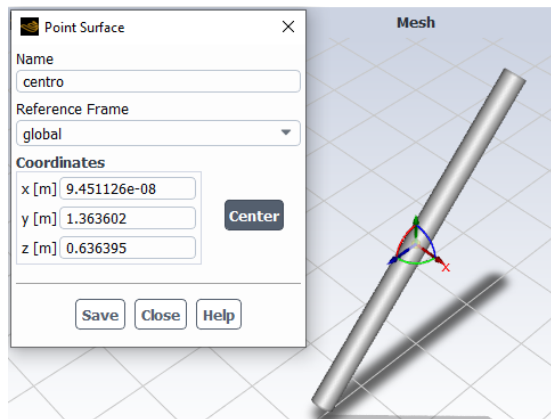 Point Surface
Mesh
Name
centro
Reference Frame
global
Coordinates
x [m] 9.451126e-08
y [m] 1.363602
Center
z [m] 0.636395
Save Close Help
X